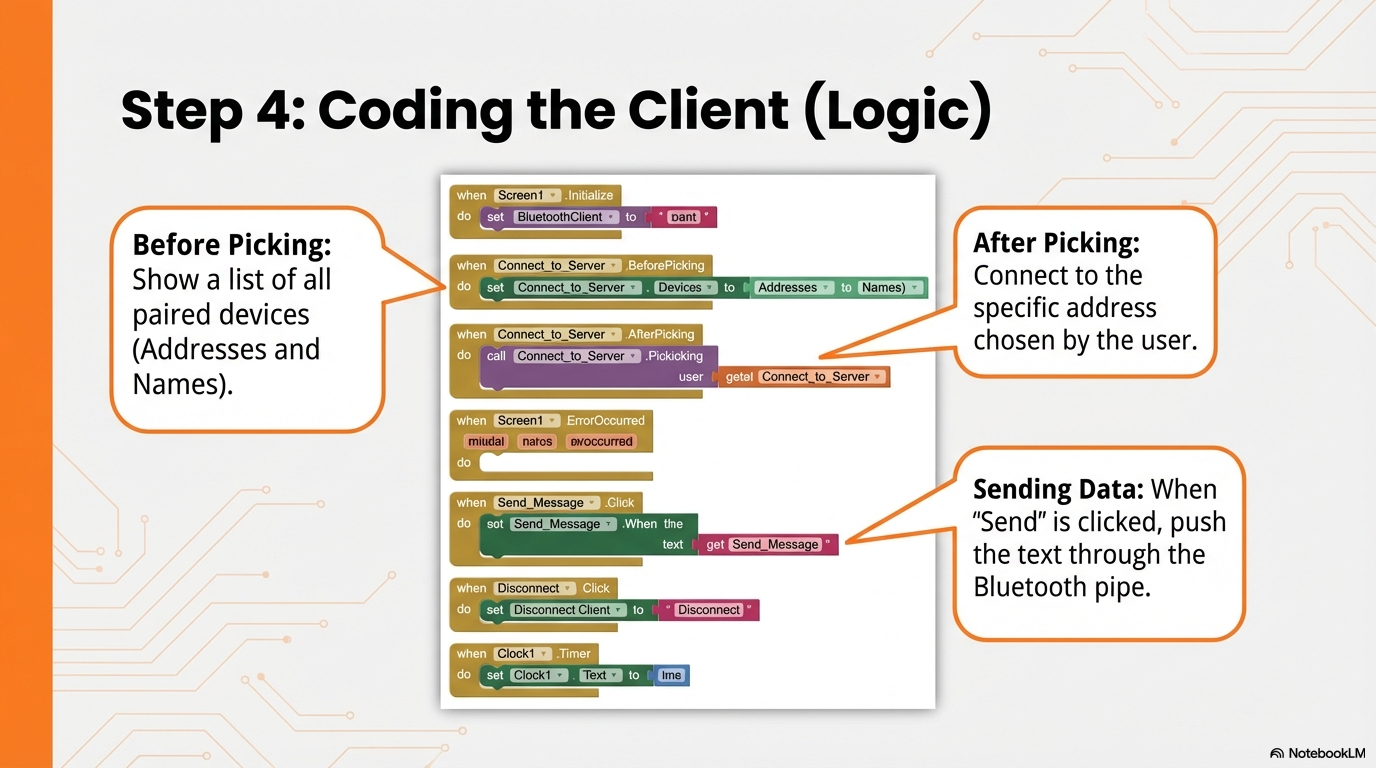 Step 4: Coding the Client (Logic)
Before Picking:
Show a list of all
paired devices
(Addresses and
Names).
when Screen1 .Initialize
do set BluetoothClient to " pant "
when Connect_to_Server .BeforePicking
do set Connect_to_Server . Devices to Addresses to Names)
when Connect_to_Server .AfterPicking
do call Connect_to_Server .Pickicking
user getal Connect_to_Server
when Screen1 ErrorOccurred
miudal natos
do
when Send_Message .Click
do set Send_Message .When the
text get Send_Message "
when Disconnect Click
do set Disconnect Client to " Disconnect "
when Clock1 .Timer
do set Clock1 . Text to
After Picking:
Connect to the
specific address
chosen by the user.
Sending Data: When
“Send” is clicked, push
the text through the
Bluetooth pipe.
NotebookLM